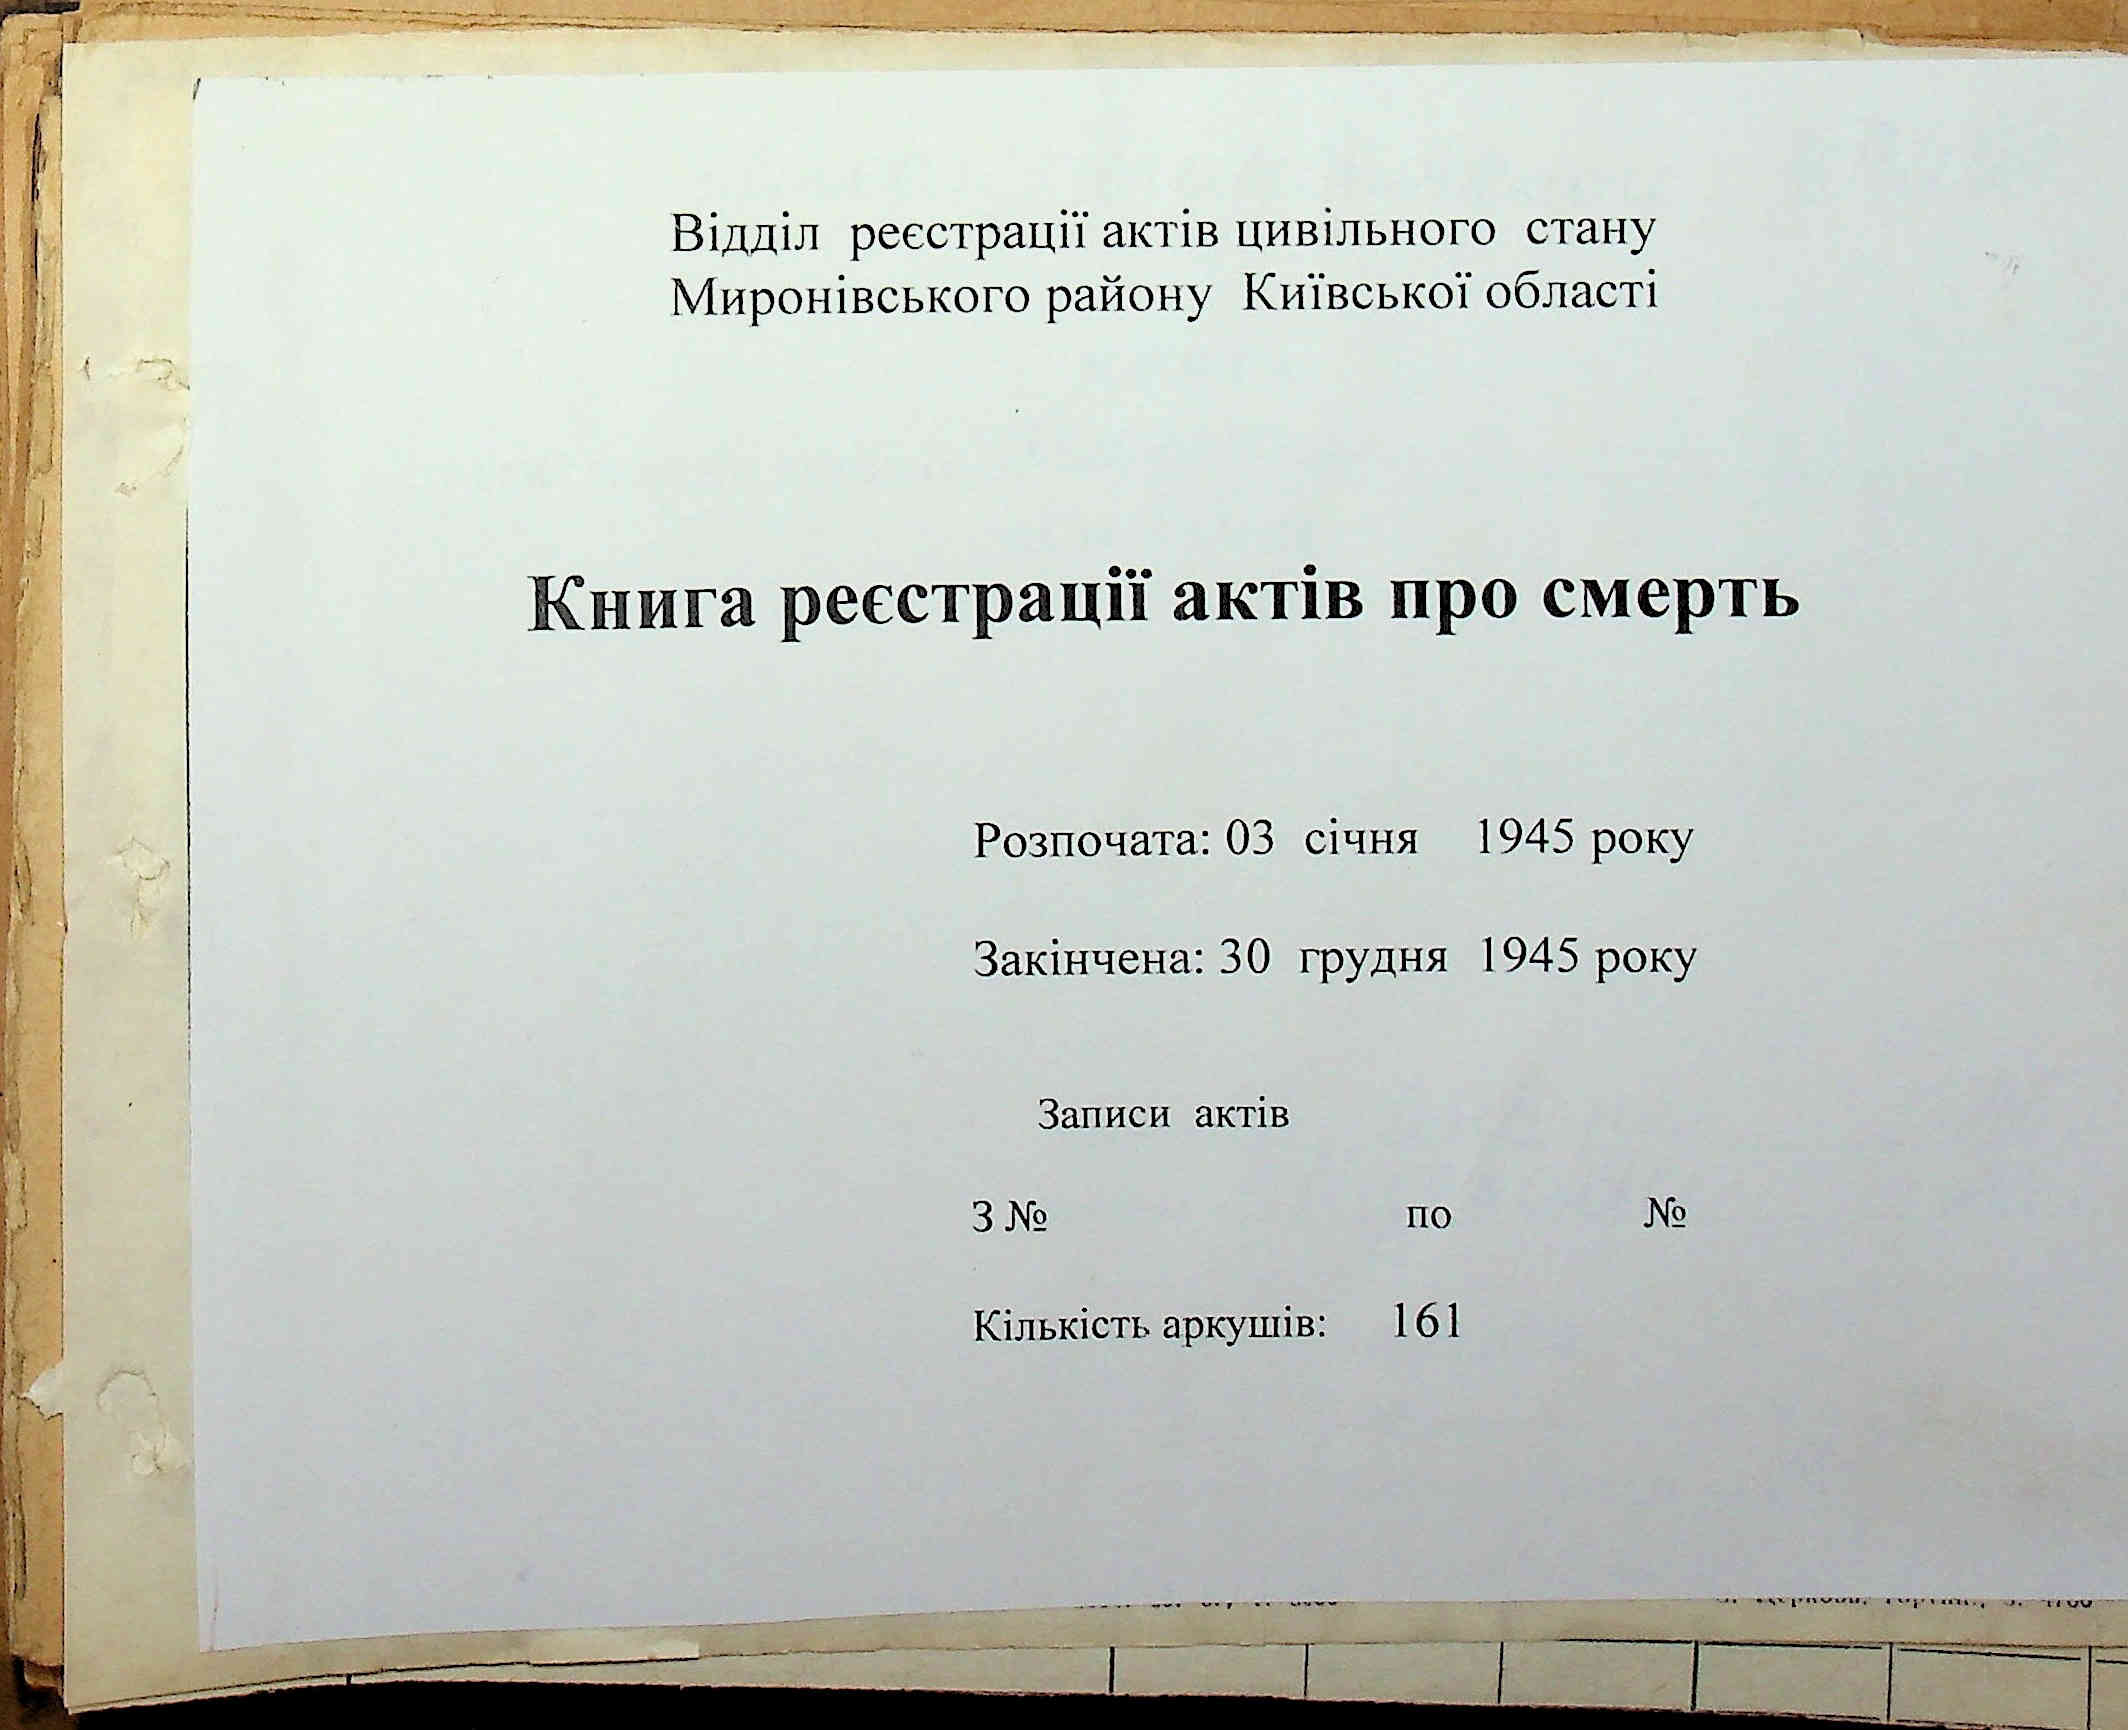 Відділ реєстрації актів цивільного стану
Миронівського району Київської області
Книга реєстрації актів про смерть
Розпочата: 03 січня 1945 року
Закінчена: 30 грудня 1945 року
Записи актів
З № по №
Кількість аркушів: 161